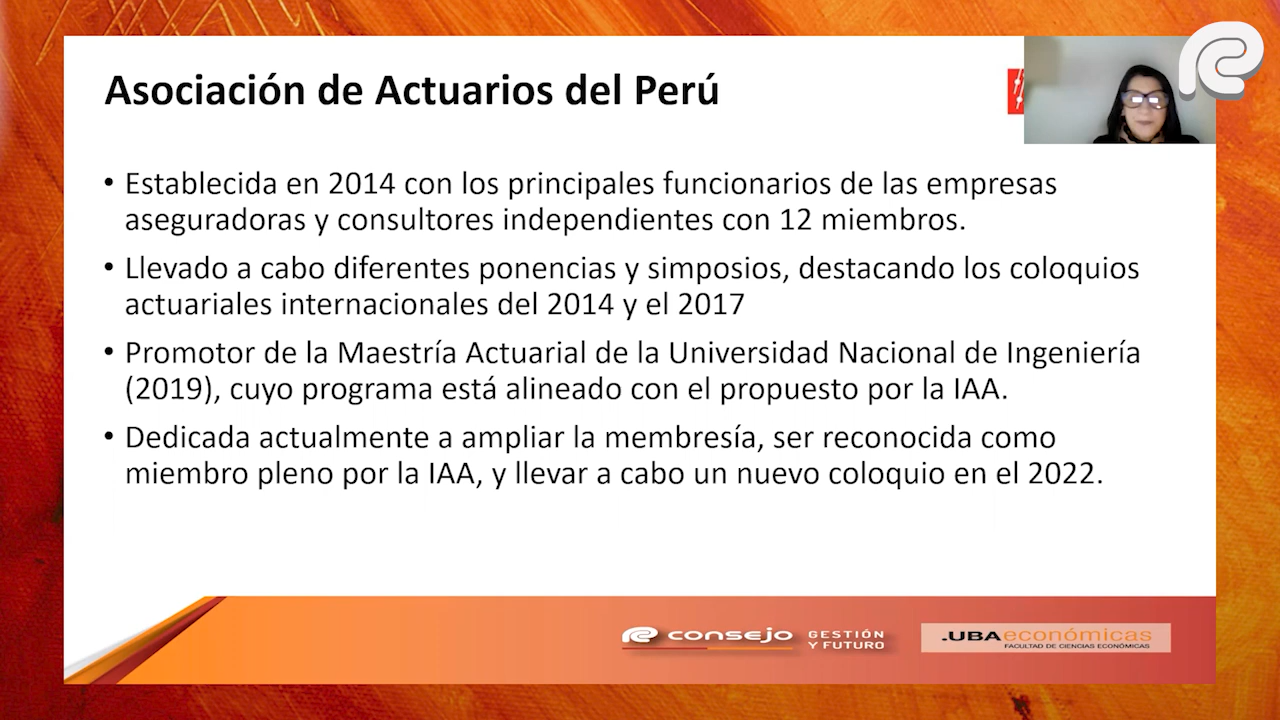 Asociación de Actuarios del Perú
• Establecida en 2014 con los principales funcionarios de las empresas
aseguradoras y consultores independientes con 12 miembros.
• Llevado a cabo diferentes ponencias y simposios, destacando los coloquios
actuariales internacionales del 2014 y el 2017
• Promotor de la Maestría Actuarial de la Universidad Nacional de Ingeniería
(2019), cuyo programa está alineado con el propuesto por la IAA.
• Dedicada actualmente a ampliar la membresía, ser reconocida como
miembro pleno por la IAA, y llevar a cabo un nuevo coloquio en el 2022.
consejo
GESTIÓN
Y FUTURO
.UBAeconómicas
FACULTAD DE CIENCIAS ECONÓMICAS